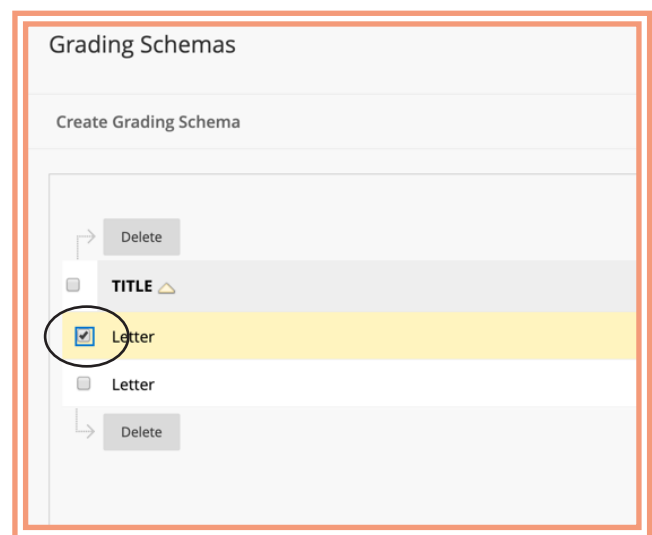 Grading Schemas
Create Grading Schema
Delete
TITLE
Letter
Letter
Delete